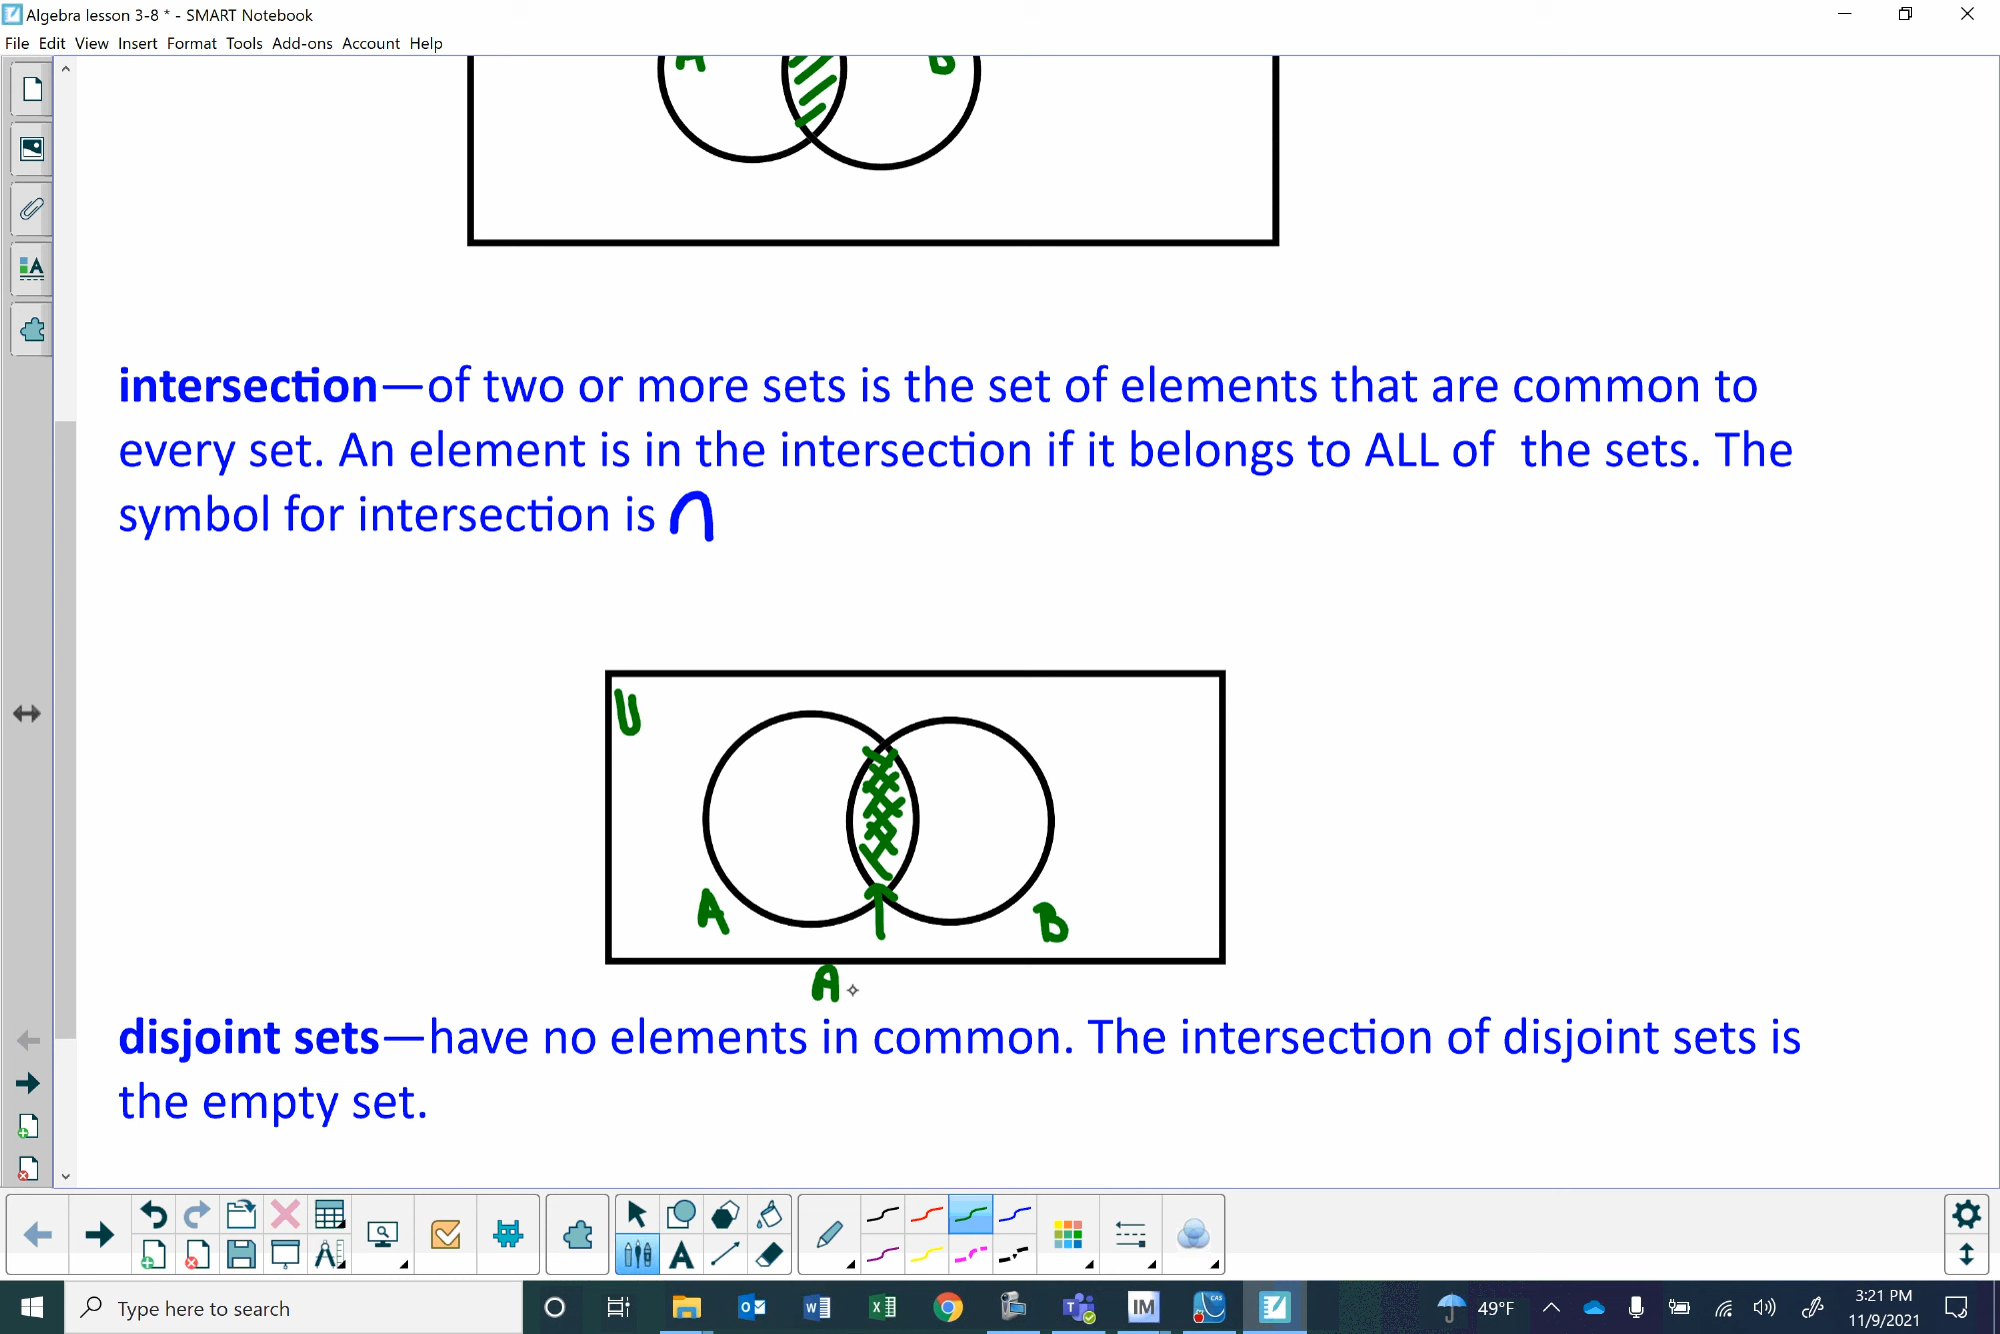 Algebra lesson 3-8 * - SMART Notebook
File Edit View Insert Format Tools Add-ons Account Help
A B
intersection—of two or more sets is the set of elements that are common to
every set. An element is in the intersection if it belongs to ALL of  the sets. The
symbol for intersection is ∩
U
A B
A
disjoint sets—have no elements in common. The intersection of disjoint sets is
the empty set.
Type here to search
49°F
3:21 PM
11/9/2021